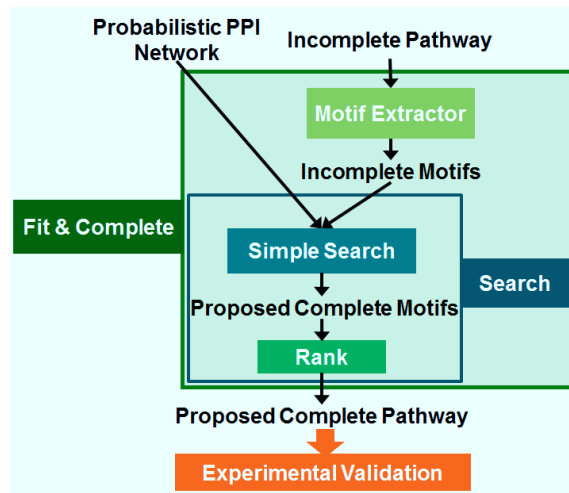 Probabilistic PPI
Network
Incomplete Pathway
Motif Extractor
Incomplete Motifs
Fit & Complete
Simple Search
Search
Proposed Complete Motifs
Rank
Proposed Complete Pathway
Experimental Validation